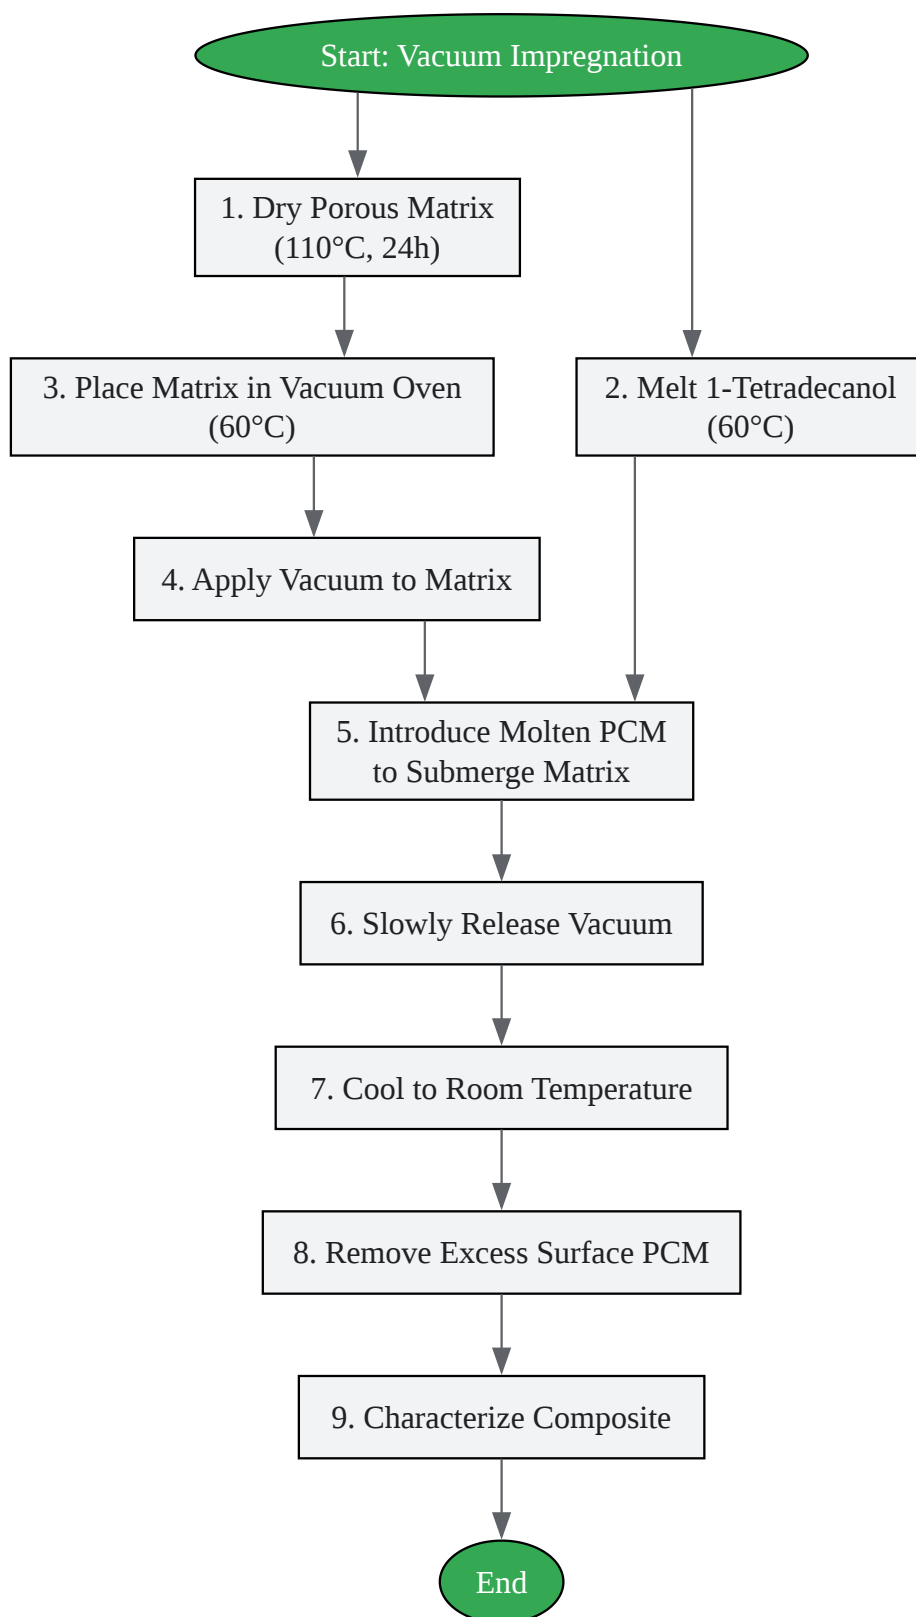 Start: Vacuum Impregnation
1. Dry Porous Matrix
(110°C, 24h)
3. Place Matrix in Vacuum Oven
(60°C)
2. Melt 1-Tetradecanol
(60°C)
4. Apply Vacuum to Matrix
5. Introduce Molten PCM
to Submerge Matrix
6. Slowly Release Vacuum
7. Cool to Room Temperature
8. Remove Excess Surface PCM
9. Characterize Composite
End